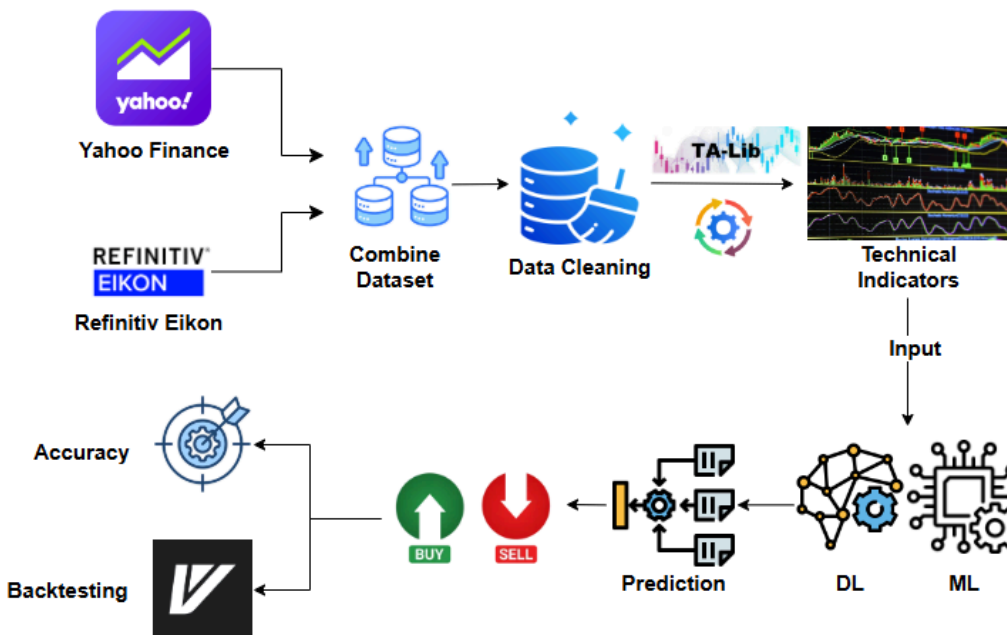 yahoo!
Yahoo Finance
REFINITIV
EIKON
Refinitiv Eikon
Combine
Dataset
Data Cleaning
TA-Lib
Technical
Indicators
Input
ML
DL
Prediction
BUY
SELL
Accuracy
Backtesting